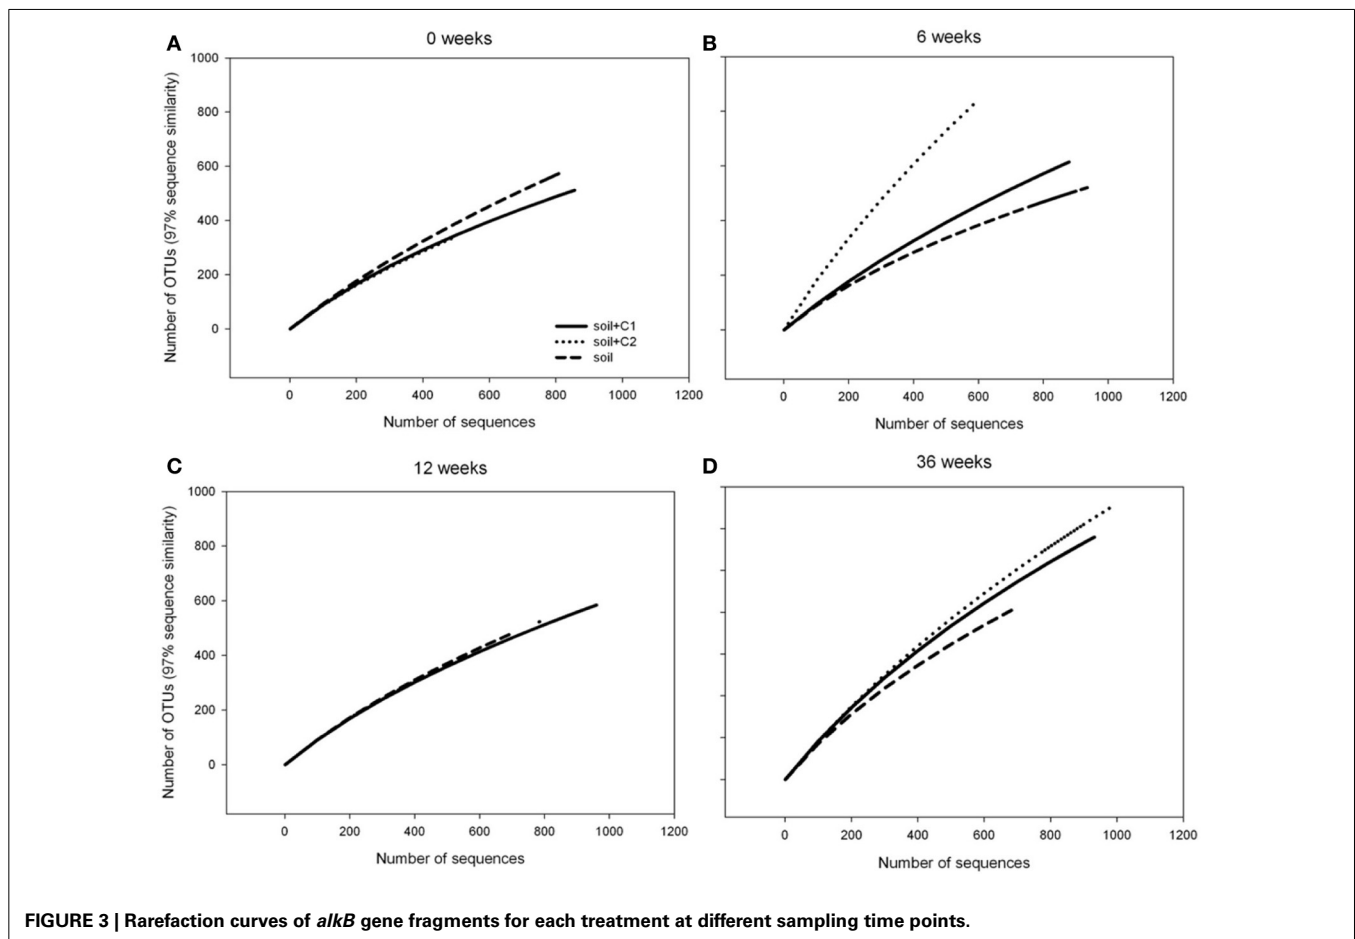 A
0 weeks
B
6 weeks
Number of OTUs (97% sequence similarity)
1000
800
600
400
200
0
soil+C1
soil+C2
soil
0 200 400 600 800 1000 1200
Number of sequences
0 200 400 600 800 1000 1200
Number of sequences
C
12 weeks
D
36 weeks
Number of OTUs (97% sequence similarity)
1000
800
600
400
200
0
0 200 400 600 800 1000 1200
Number of sequences
0 200 400 600 800 1000 1200
Number of sequences
FIGURE 3 | Rarefaction curves of alkB gene fragments for each treatment at different sampling time points.